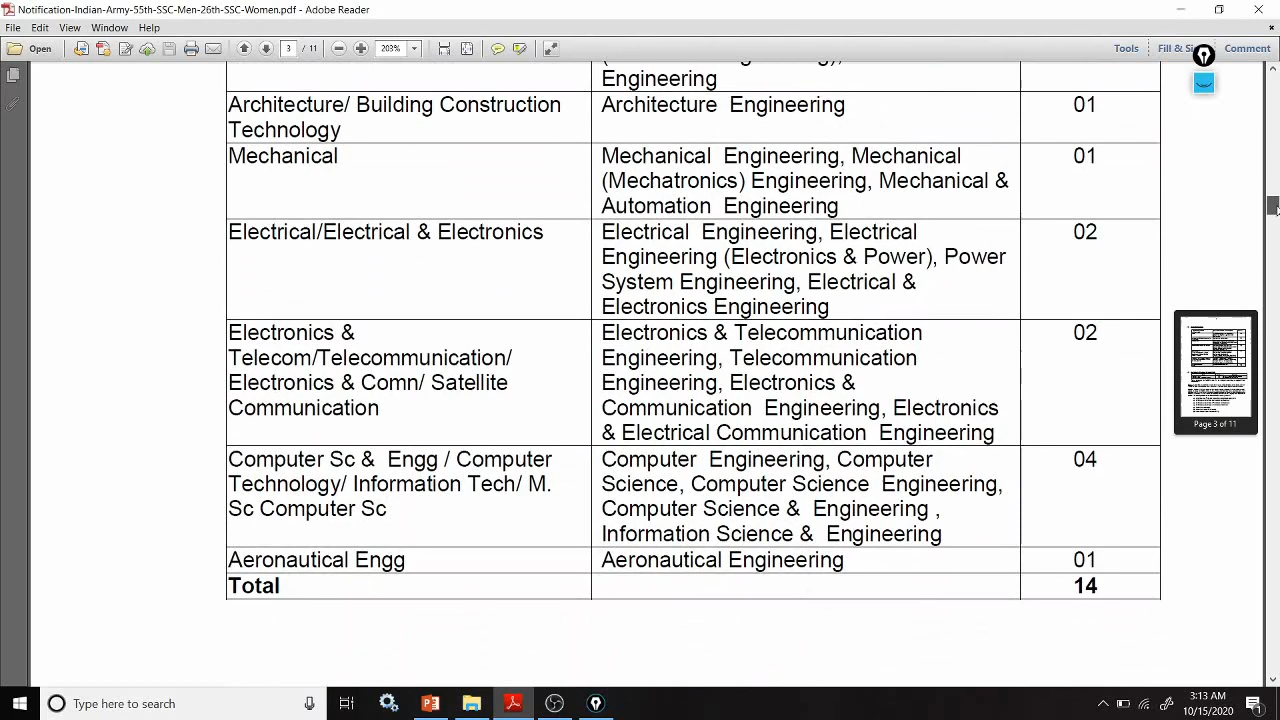 Notification-Indian-Army-55th-SSC-Men-26th-SSC-Women.pdf - Adobe Reader
File Edit View Window Help
Open 3 / 11 203% Tools Fill & Comment
Engineering
Architecture/ Building Construction
Technology
Architecture Engineering
01
Mechanical
Mechanical Engineering, Mechanical
(Mechatronics) Engineering, Mechanical &
Automation Engineering
01
Electrical/Electrical & Electronics
Electrical Engineering, Electrical
Engineering (Electronics & Power), Power
System Engineering, Electrical &
Electronics Engineering
02
Electronics &
Telecom/Telecommunication/
Electronics & Comn/ Satellite
Communication
Electronics & Telecommunication
Engineering, Telecommunication
Engineering, Electronics &
Communication Engineering, Electronics
& Electrical Communication Engineering
02
Computer Sc & Engg / Computer
Technology/ Information Tech/ M.
Sc Computer Sc
Computer Engineering, Computer
Science, Computer Science Engineering,
Computer Science & Engineering ,
Information Science & Engineering
04
Aeronautical Engg
Aeronautical Engineering
01
Total
14
Page 3 of 11
Type here to search
3:13 AM
10/15/2020